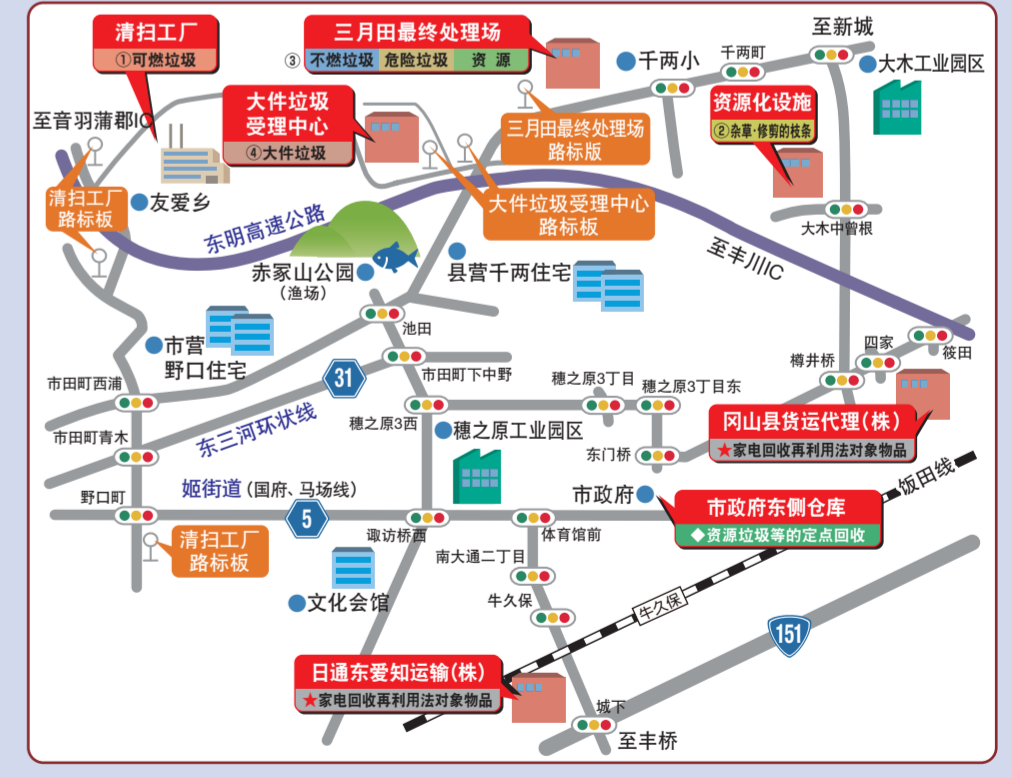 清扫工厂
①可燃垃圾
三月田最终处理场
③ 不燃垃圾 危险垃圾 资源
至新城
千两町
千两小
大木工业园区
大件垃圾
受理中心
④大件垃圾
资源化设施
②杂草·修剪的枝条
至音羽蒲郡IC
三月田最终处理场
路标版
清扫工厂
路标板
友爱乡
大件垃圾受理中心
路标板
大木中曾根
东明高速公路
至丰川IC
赤冢山公园
(渔场)
县营千两住宅
池田
市营
野口住宅
四家
筱田
樽井桥
市田町西浦
31
市田町下中野
穗之原3丁目
穗之原3丁目东
穗之原3西
冈山县货运代理(株)
★家电回收再利用法对象物品
市田町青木
东三河环状线
穗之原工业园区
东门桥
饭田线
野口町
姬街道(国府、马场线)
5
市政府
市政府东侧仓库
◆资源垃圾等的定点回收
清扫工厂
路标板
诹访桥西
体育馆前
南大通二丁目
文化会馆
牛久保
牛久保
151
日通东爱知运输(株)
★家电回收再利用法对象物品
城下
至丰桥